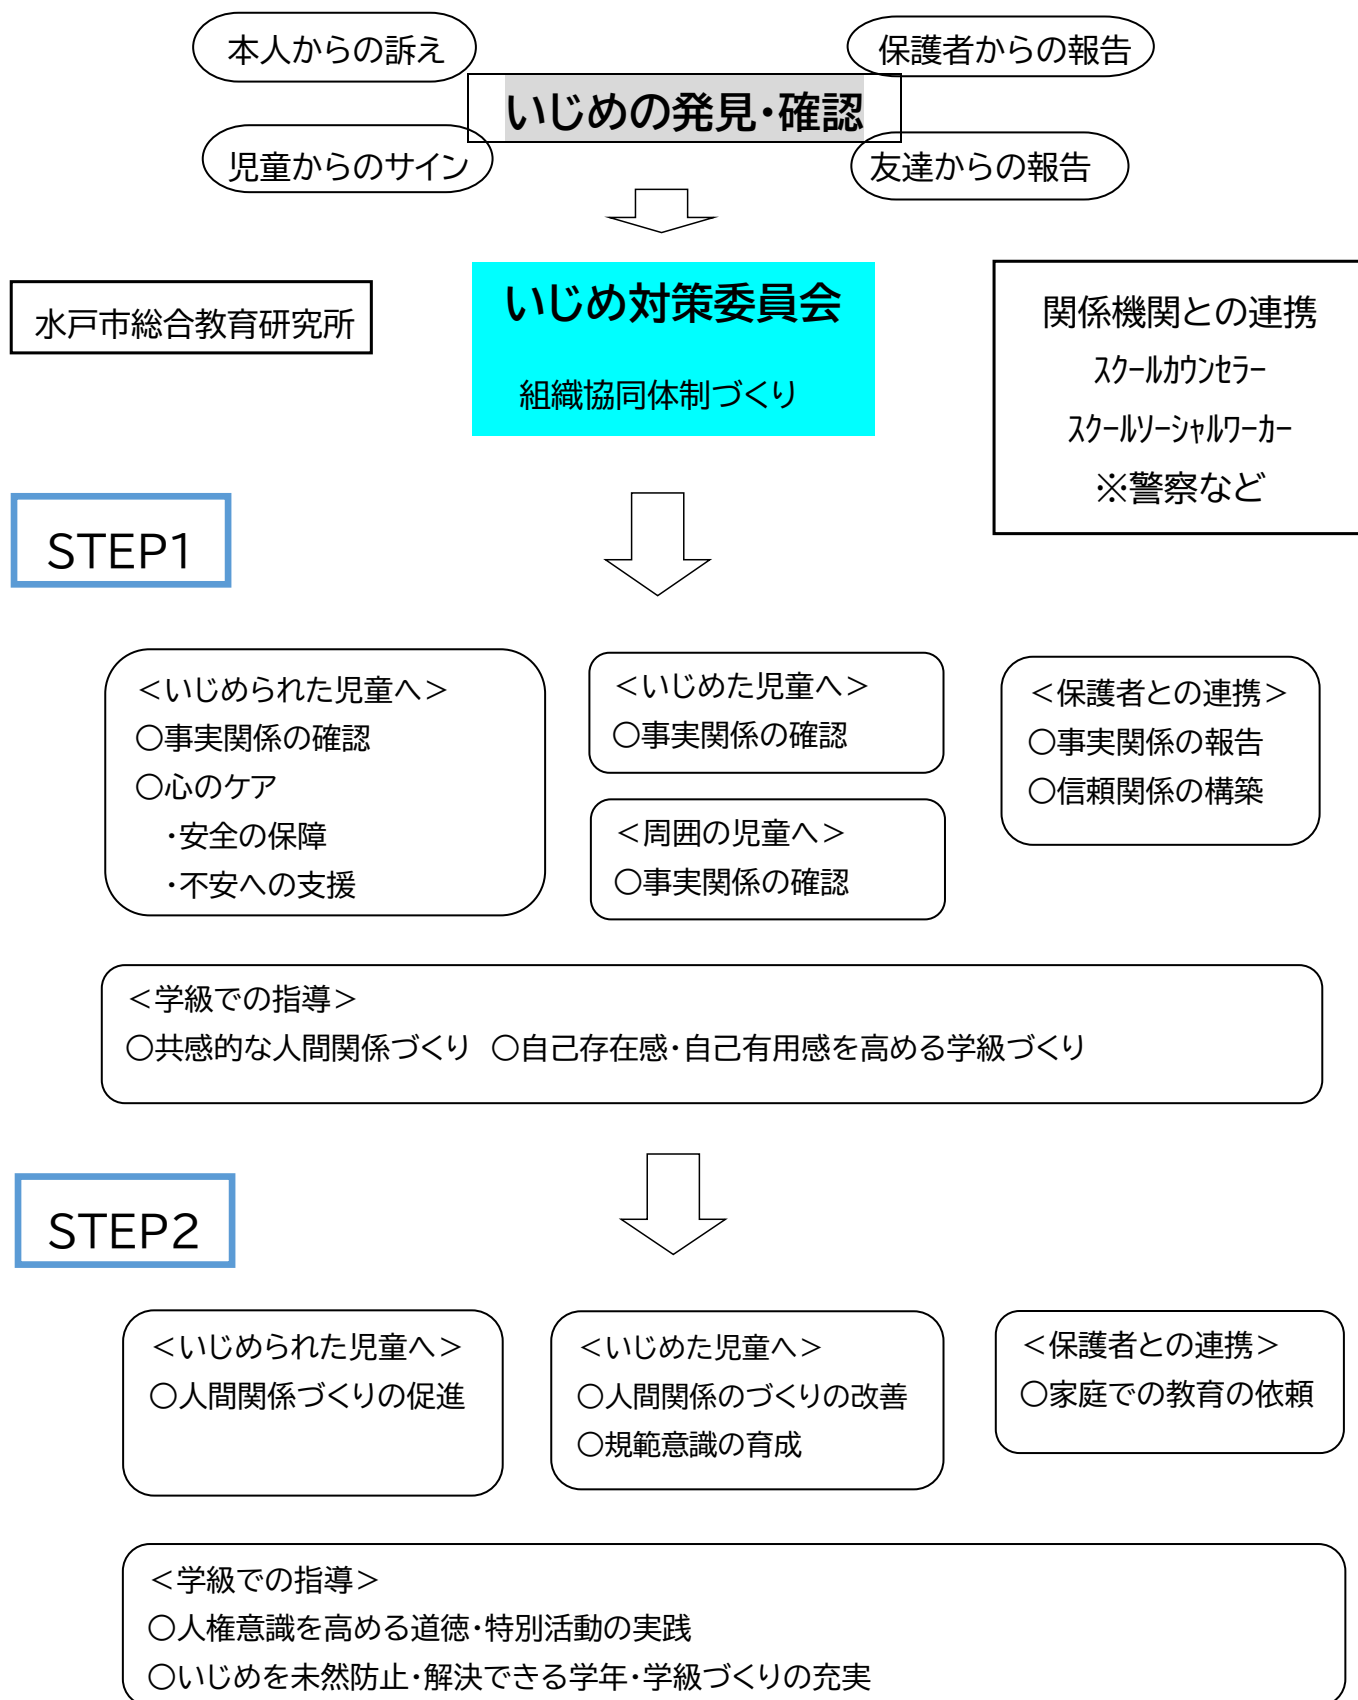 本人からの訴え
保護者からの報告
いじめの発見・確認
児童からのサイン
友達からの報告
水戸市総合教育研究所
いじめ対策委員会
組織協同体制づくり
関係機関との連携
ｽｸｰﾙｶｳﾝｾﾗｰ
ｽｸｰﾙｿｰｼｬﾙﾜｰｶｰ
※警察など
STEP1
＜いじめられた児童へ＞
○事実関係の確認
○心のケア
・安全の保障
・不安への支援
＜いじめた児童へ＞
○事実関係の確認
＜周囲の児童へ＞
○事実関係の確認
＜保護者との連携＞
○事実関係の報告
○信頼関係の構築
＜学級での指導＞
○共感的な人間関係づくり　○自己存在感・自己有用感を高める学級づくり
STEP2
＜いじめられた児童へ＞
○人間関係づくりの促進
＜いじめた児童へ＞
○人間関係のづくりの改善
○規範意識の育成
＜保護者との連携＞
○家庭での教育の依頼
＜学級での指導＞
○人権意識を高める道徳・特別活動の実践
○いじめを未然防止・解決できる学年・学級づくりの充実